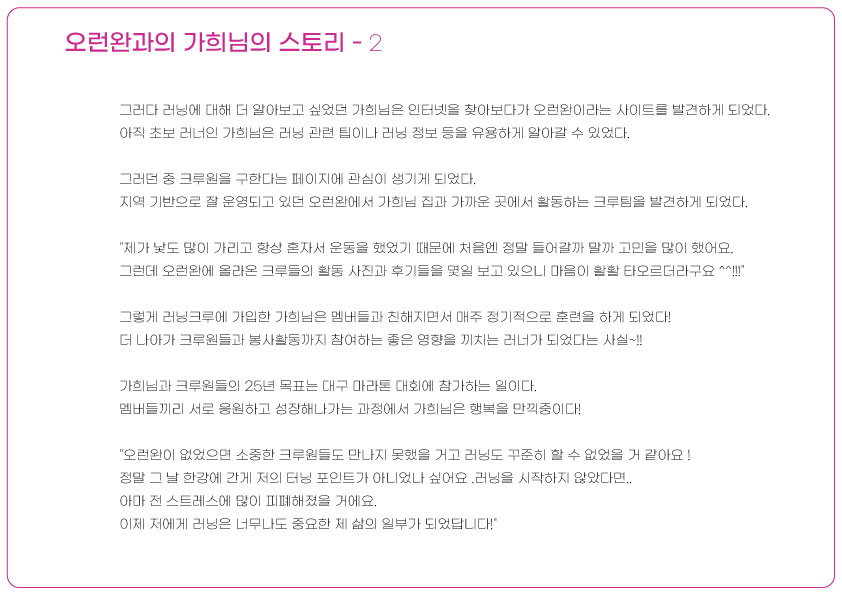 오런완과의 가희님의 스토리 - 2
그러다 러닝에 대해 더 알아보고 싶었던 가희님은 인터넷을 찾아보다가 오런완이라는 사이트를 발견하게 되었다.
아직 초보 러너인 가희님은 러닝 관련 팁이나 러닝 정보 등을 유용하게 알아갈 수 있었다.
그러던 중 크루원을 구한다는 페이지에 관심이 생기게 되었다.
지역 기반으로 잘 운영되고 있던 오런완에서 가희님 집과 가까운 곳에서 활동하는 크루팀을 발견하게 되었다.
"제가 낯도 많이 가리고 항상 혼자서 운동을 했었기 때문에 처음엔 정말 들어갈까 말까 고민을 많이 했어요.
그런데 오런완에 올라온 크루들의 활동 사진과 후기들을 몇일 보고 있으니 마음이 활활 타오르더라구요 ^^!!!"
그렇게 러닝크루에 가입한 가희님은 멤버들과 친해지면서 매주 정기적으로 훈련을 하게 되었다!
더 나아가 크루원들과 봉사활동까지 참여하는 좋은 영향을 끼치는 러너가 되었다는 사실~!!
가희님과 크루원들의 25년 목표는 대구 마라톤 대회에 참가하는 일이다.
멤버들끼리 서로 응원하고 성장해나가는 과정에서 가희님은 행복을 만끽중이다!
"오런완이 없었으면 소중한 크루원들도 만나지 못했을 거고 러닝도 꾸준히 할 수 없었을 거 같아요 !
정말 그 날 한강에 간게 저의 터닝 포인트가 아니었나 싶어요 .러닝을 시작하지 않았다면..
아마 전 스트레스에 많이 피폐해졌을 거에요.
이제 저에게 러닝은 너무나도 중요한 제 삶의 일부가 되었답니다!"